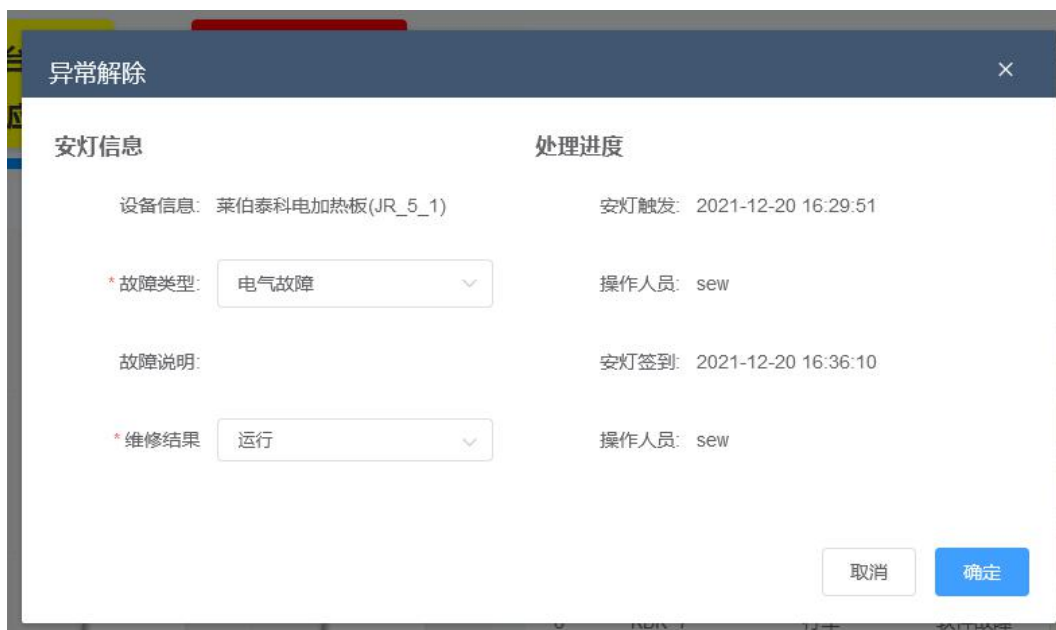 异常解除
安灯信息
设备信息: 莱伯泰科电加热板(JR_5_1)
*故障类型: 电气故障
故障说明:
*维修结果 运行
处理进度
安灯触发: 2021-12-20 16:29:51
操作人员: sew
安灯签到: 2021-12-20 16:36:10
操作人员: sew
取消 确定